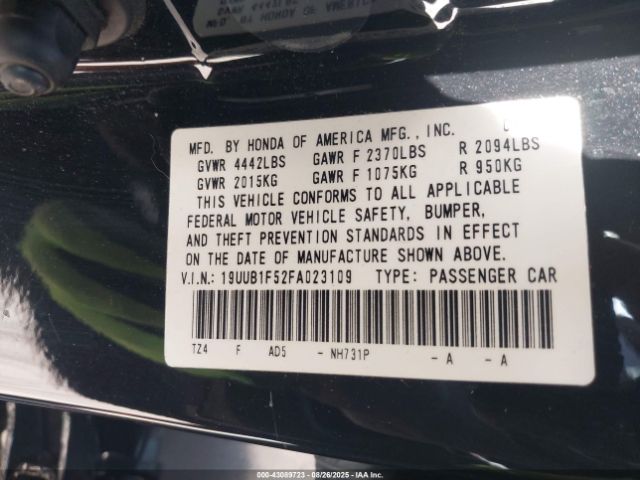 MFD. BY HONDA OF AMERICA MFG., INC.
GVWR 4442LBS GAWR F 2370LBS R 2094LBS
GVWR 2015KG GAWR F 1075KG R 950KG
THIS VEHICLE CONFORMS TO ALL APPLICABLE
FEDERAL MOTOR VEHICLE SAFETY, BUMPER,
AND THEFT PREVENTION STANDARDS IN EFFECT
ON THE DATE OF MANUFACTURE SHOWN ABOVE.
V.I.N.: 19UUB1F52FA023109 TYPE: PASSENGER CAR
TZ4 F AD5 - NH731P - A - A
000-43089723 - 08/26/2025 - IAA Inc.